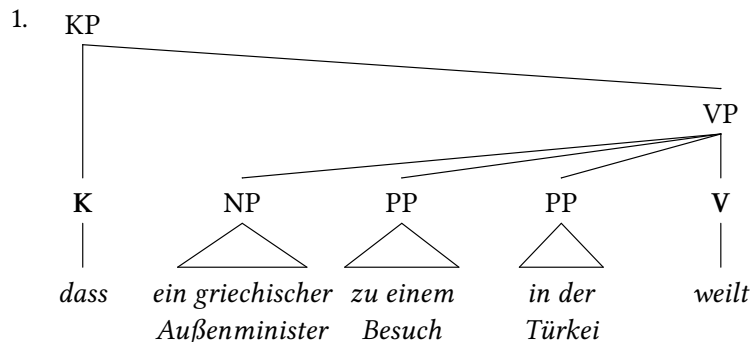 1. KP
VP
K NP PP PP V
dass ein griechischer zu einem in der weilt
Außenminister Besuch Türkei